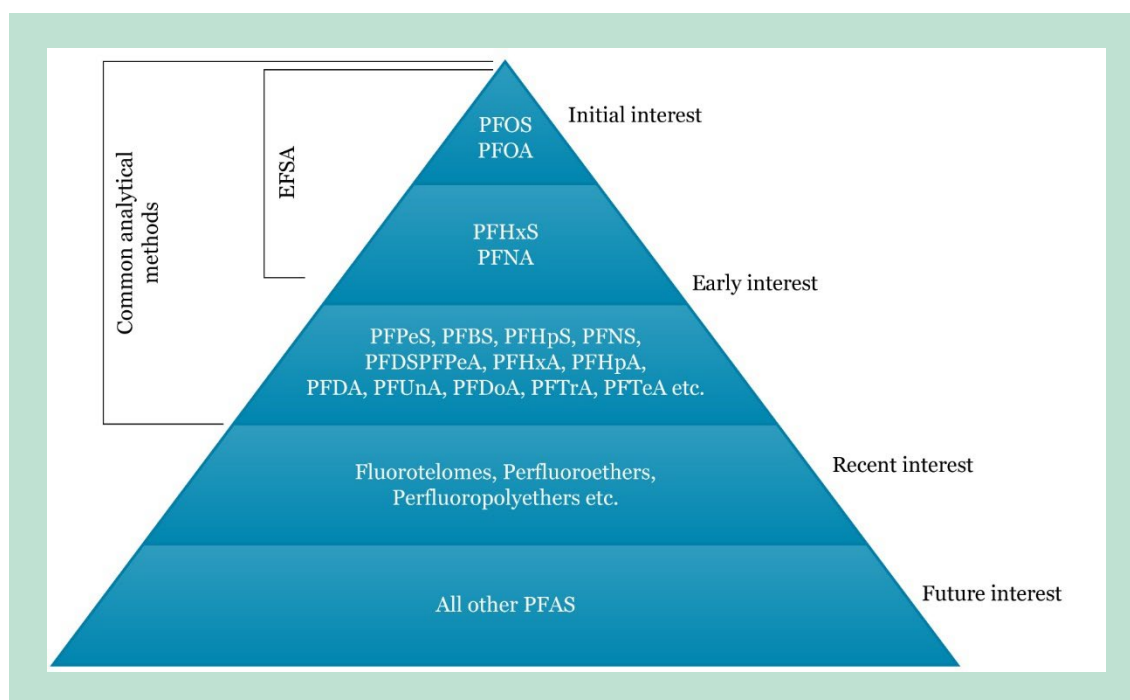 Common analytical
methods
EFSA
PFOS
PFOA
Initial interest
PFHxS
PFNA
Early interest
PFPeS, PFBS, PFHpS, PFNS,
PFDSPFPeA, PFHxA, PFHpA,
PFDA, PFUnA, PFDoA, PFTrA, PFTeA etc.
Fluorotelomes, Perfluoroethers,
Perfluoropolyethers etc.
Recent interest
All other PFAS
Future interest